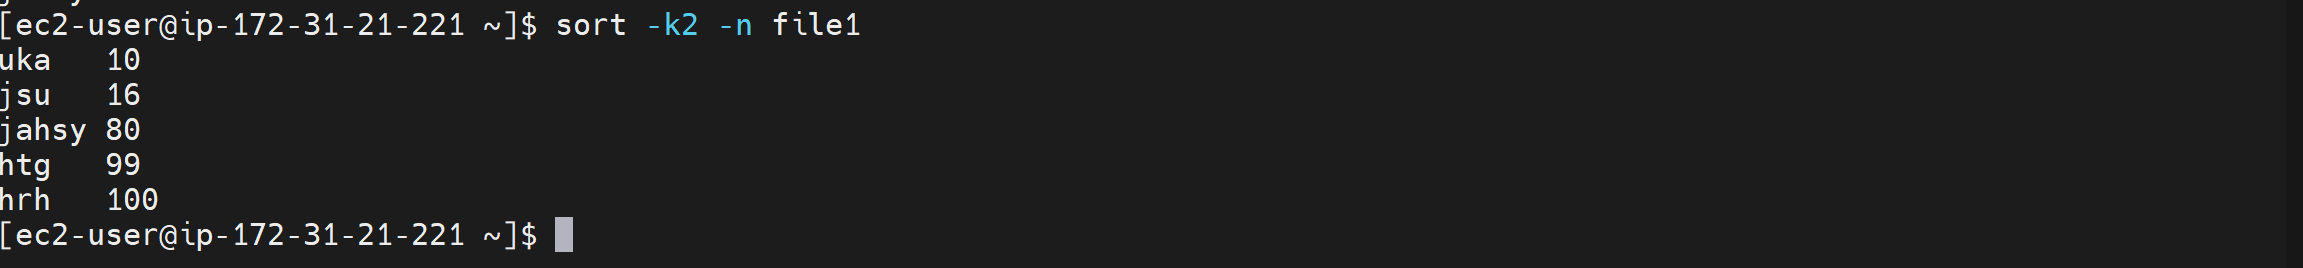 [ec2-user@ip-172-31-21-221 ~]$ sort -k2 -n file1
uka   10
jsu   16
jahsy 80
htg   99
hrh   100
[ec2-user@ip-172-31-21-221 ~]$